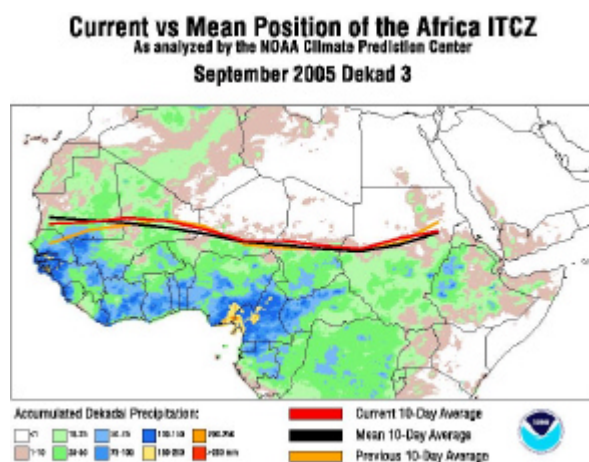 Current vs Mean Position of the Africa ITCZ
As analyzed by the NOAA Climate Prediction Center
September 2005 Dekad 3
Accumulated Dekadal Precipitation:
Current 10-Day Average
Mean 10-Day Average
Previous 10-Day Average